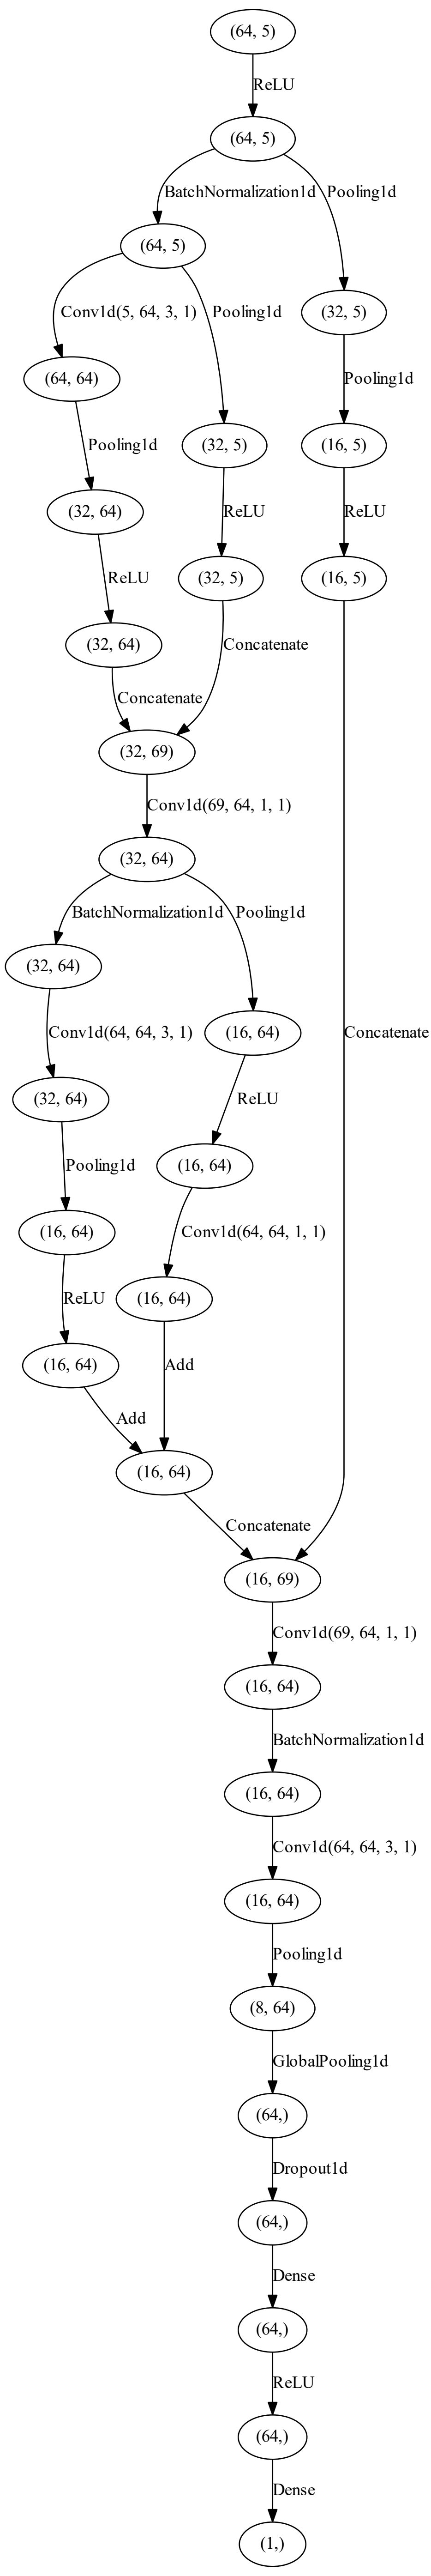 (64, 5)
ReLU
(64, 5)
BatchNormalization1d
Pooling1d
(64, 5)
Conv1d(5, 64, 3, 1)
Pooling1d
(32, 5)
(64, 64)
Pooling1d
Pooling1d
(32, 5)
(16, 5)
(32, 64)
ReLU
ReLU
ReLU
(32, 5)
(16, 5)
(32, 64)
Concatenate
Concatenate
(32, 69)
Conv1d(69, 64, 1, 1)
(32, 64)
BatchNormalization1d
Pooling1d
(32, 64)
Conv1d(64, 64, 3, 1)
(16, 64)
Concatenate
(32, 64)
ReLU
Pooling1d
(16, 64)
(16, 64)
Conv1d(64, 64, 1, 1)
ReLU
(16, 64)
(16, 64)
Add
Add
(16, 64)
Concatenate
(16, 69)
Conv1d(69, 64, 1, 1)
(16, 64)
BatchNormalization1d
(16, 64)
Conv1d(64, 64, 3, 1)
(16, 64)
Pooling1d
(8, 64)
GlobalPooling1d
(64,)
Dropout1d
(64,)
Dense
(64,)
ReLU
(64,)
Dense
(1,)